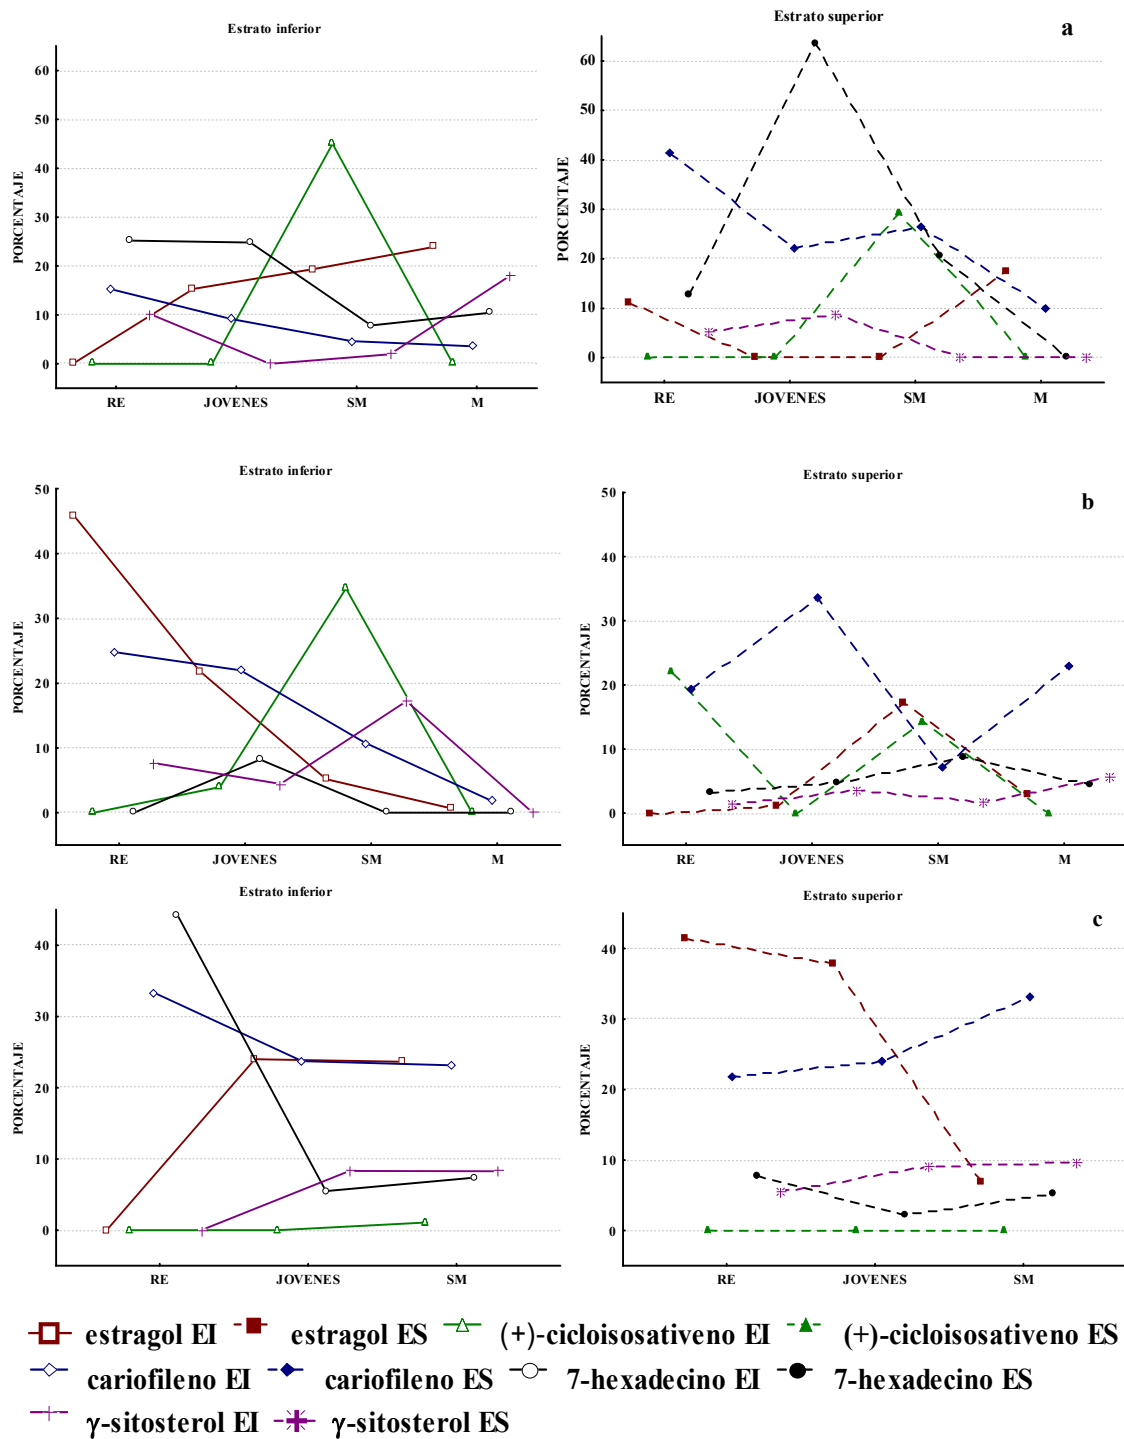 Estrato inferior
60
50
40
30
20
10
0
PORCENTAJE
RE JOVENES SM M
Estrato superior
a
60
50
40
30
20
10
0
PORCENTAJE
RE JOVENES SM M
Estrato inferior
50
40
30
20
10
0
PORCENTAJE
RE JOVENES SM M
Estrato superior
b
50
40
30
20
10
0
PORCENTAJE
RE JOVENES SM M
Estrato inferior
40
30
20
10
0
PORCENTAJE
RE JOVENES SM
Estrato superior
c
40
30
20
10
0
PORCENTAJE
RE JOVENES SM
estragol EI estragol ES (+)-cicloisosativeno EI (+)-cicloisosativeno ES
cariofileno EI cariofileno ES 7-hexadecino EI 7-hexadecino ES
γ-sitosterol EI γ-sitosterol ES